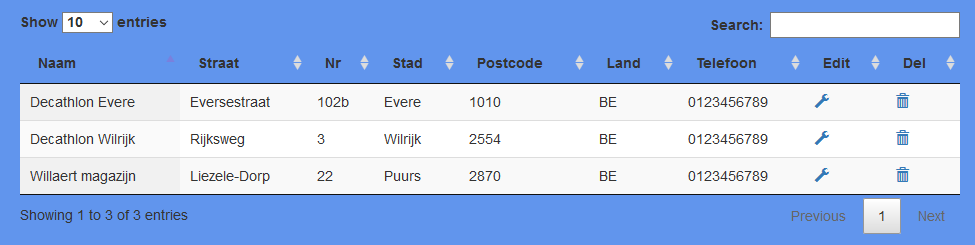 Show 10 entries
Search:
Naam Straat Nr Stad Postcode Land Telefoon Edit Del
Decathlon Evere Eversestraat 102b Evere 1010 BE 0123456789
Decathlon Wilrijk Rijksweg 3 Wilrijk 2554 BE 0123456789
Willaert magazijn Liezele-Dorp 22 Puurs 2870 BE 0123456789
Showing 1 to 3 of 3 entries
Previous 1 Next